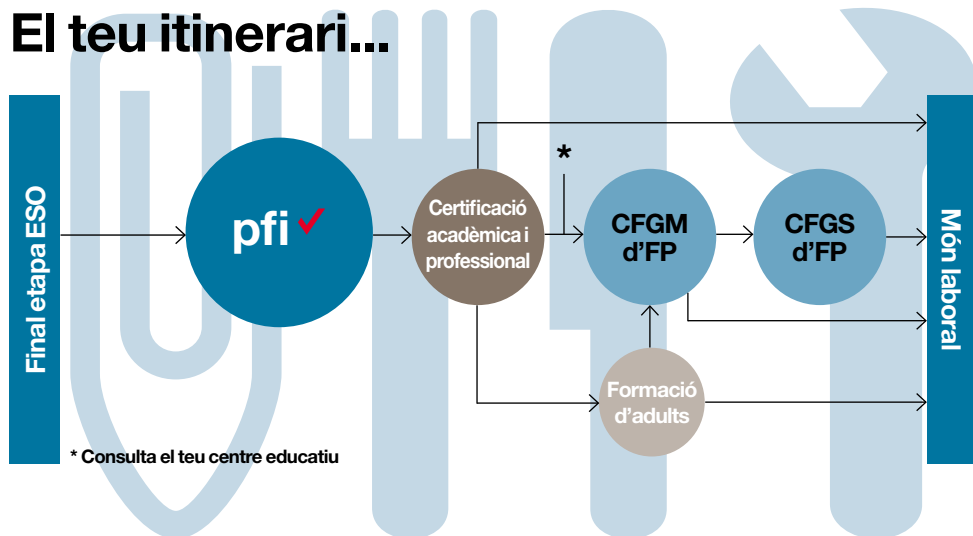 El teu itinerari...
Final etapa ESO
pfi
Certificació
acadèmica i
professional
*
CFGM
d’FP
CFGS
d’FP
Formació
d’adults
Món laboral
* Consulta el teu centre educatiu